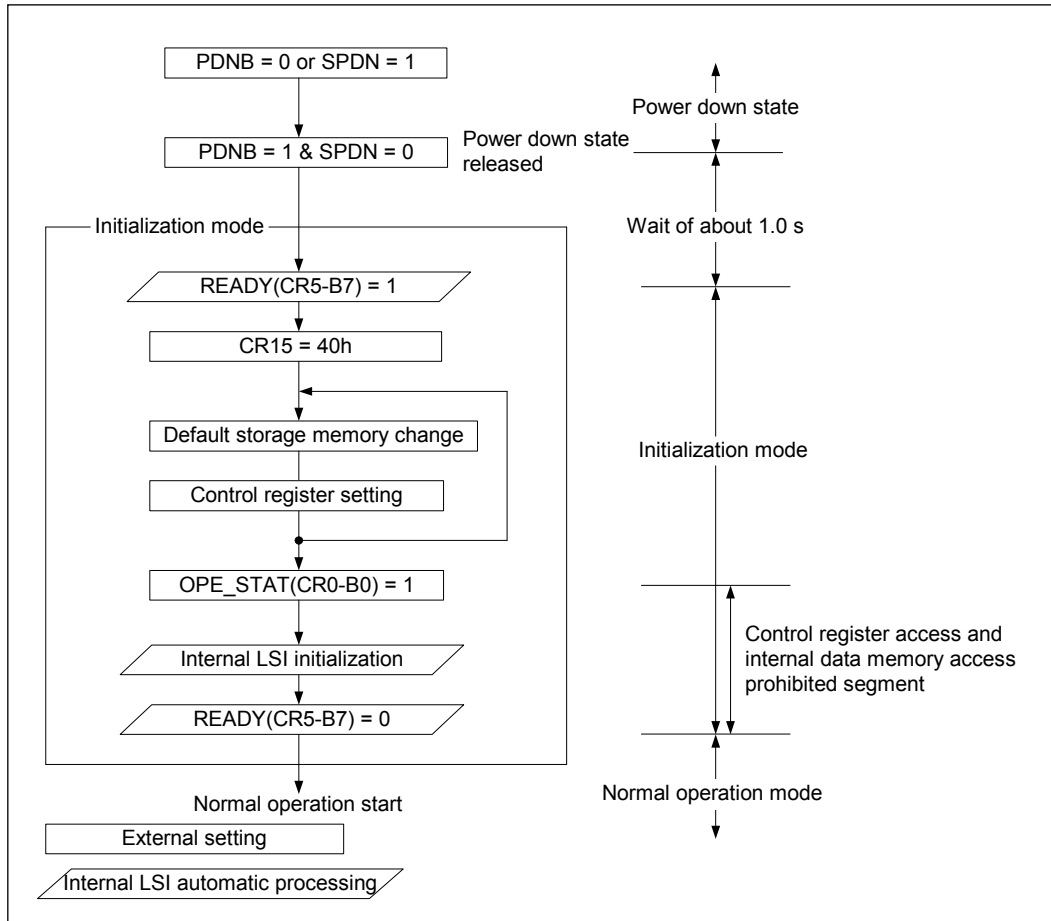 PDNB = 0 or SPDN = 1
Power down state
PDNB = 1 & SPDN = 0
Power down state
released
Wait of about 1.0 s
Initialization mode
READY(CR5-B7) = 1
CR15 = 40h
Default storage memory change
Initialization mode
Control register setting
OPE_STAT(CR0-B0) = 1
Control register access and
internal data memory access
prohibited segment
Internal LSI initialization
READY(CR5-B7) = 0
Normal operation start
Normal operation mode
External setting
Internal LSI automatic processing